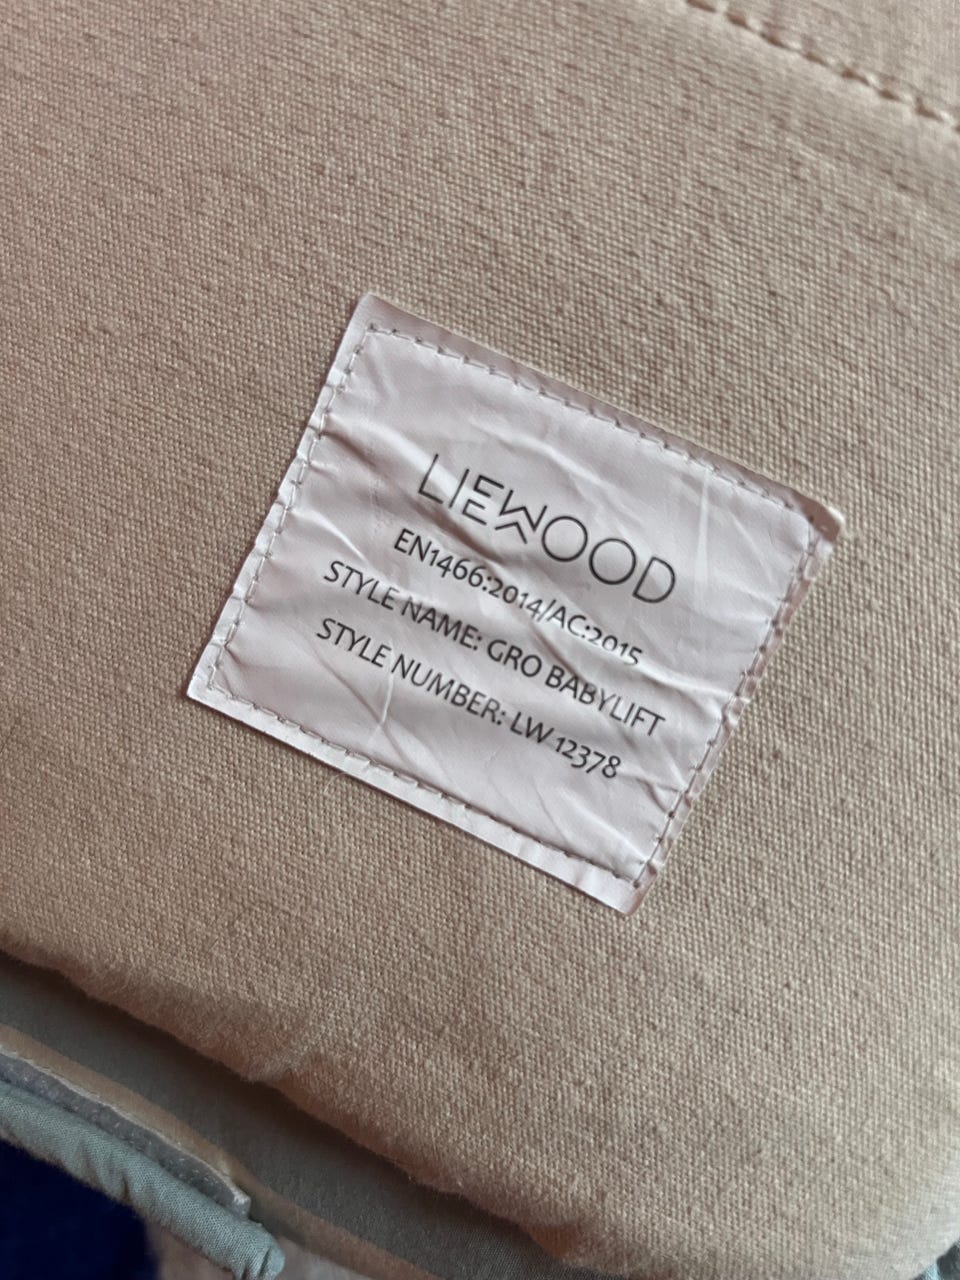 LIEWOOD
EN1466:2014/AC:2015
STYLE NAME: GRO BABYLIFT
STYLE NUMBER: LW 12378